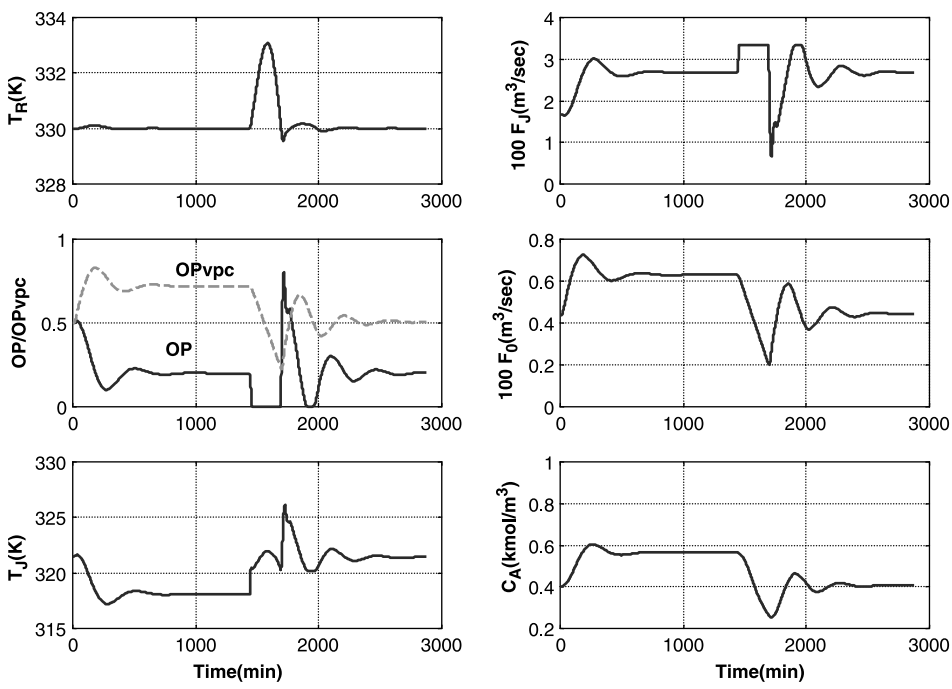 334
332
330
328
T_R(K)
0 1000 2000 3000
4
3
2
1
0
100 F_J(m^3/sec)
0 1000 2000 3000
1
0.5
0
OP/OPvpc
OPvpc
OP
0 1000 2000 3000
0.8
0.6
0.4
0.2
0
100 F_0(m^3/sec)
0 1000 2000 3000
330
325
320
315
T_J(K)
0 1000 2000 3000
Time(min)
1
0.8
0.6
0.4
0.2
C_A(kmol/m^3)
0 1000 2000 3000
Time(min)